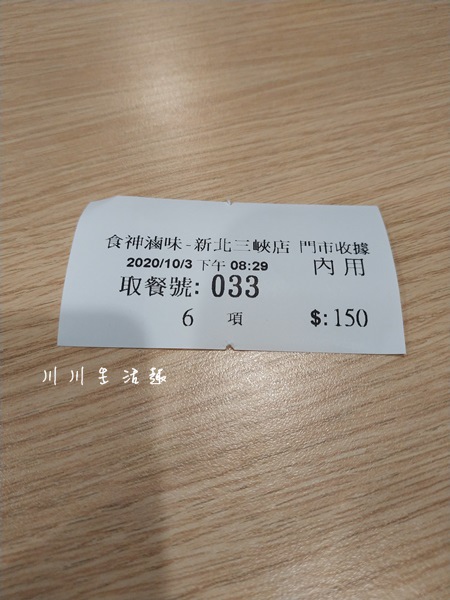 食神滷味-新北三峽店 門市收據
2020/10/3 下午 08:29 內用
取餐號: 033
6 項 $:150
川川生活趣